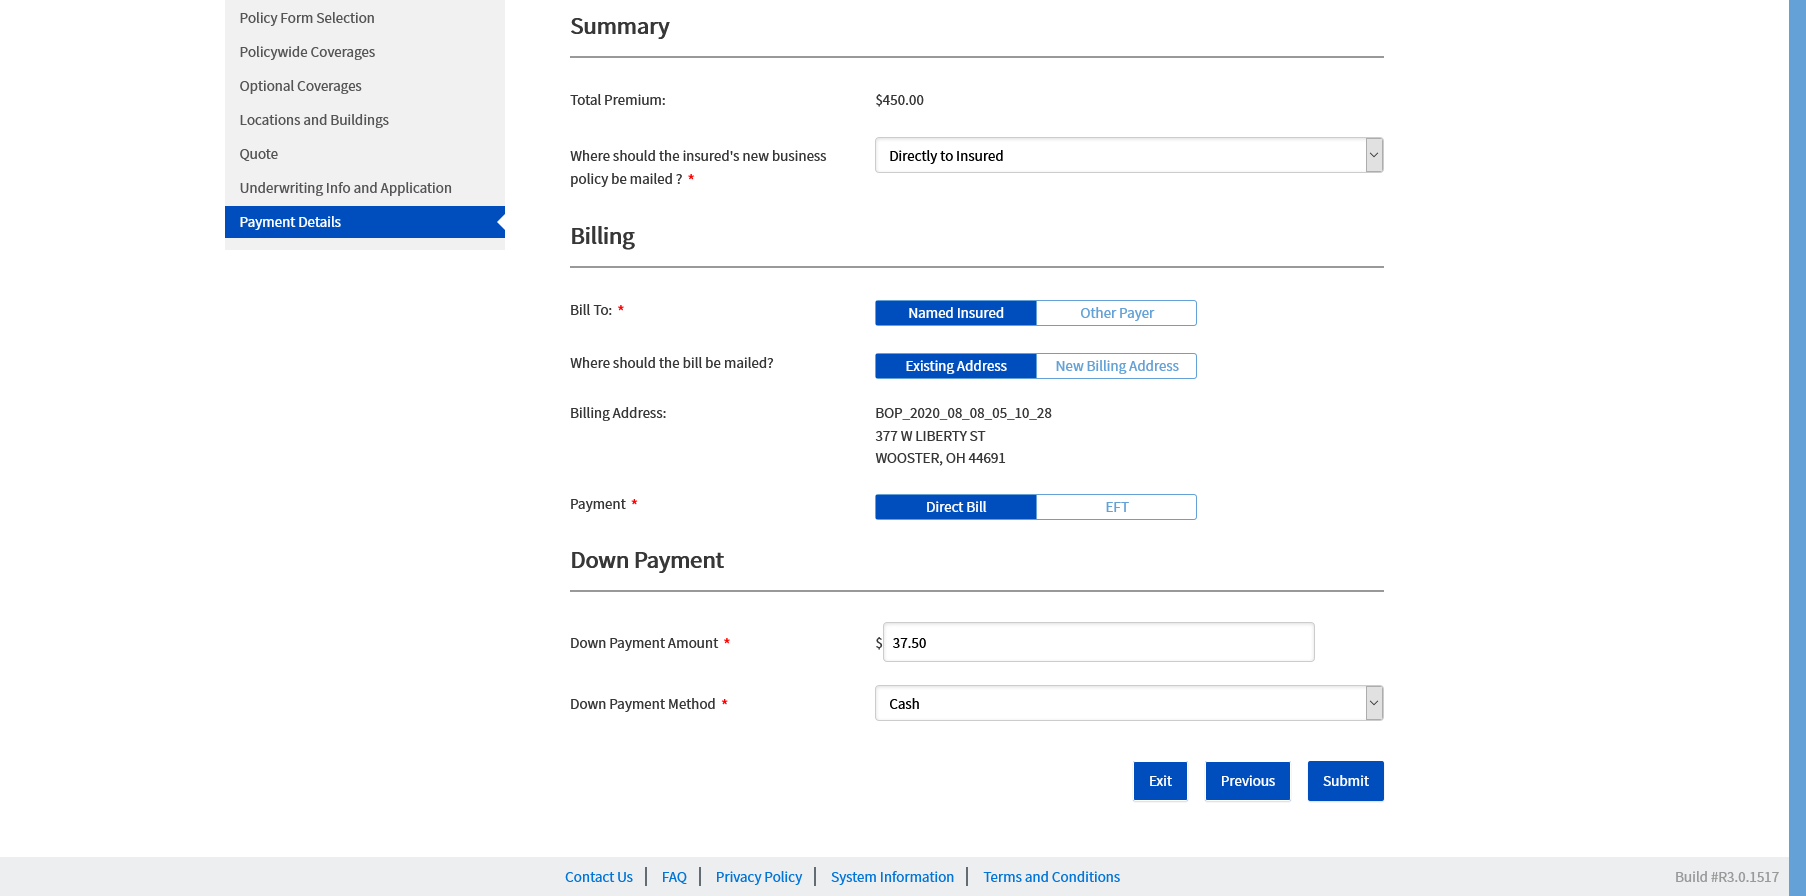 Policy Form Selection
Policywide Coverages
Optional Coverages
Locations and Buildings
Quote
Underwriting Info and Application
Payment Details
Summary
Total Premium: $450.00
Where should the insured's new business
policy be mailed ? *
Directly to Insured
Billing
Bill To: * Named Insured Other Payer
Where should the bill be mailed? Existing Address New Billing Address
Billing Address: BOP_2020_08_08_05_10_28
377 W LIBERTY ST
WOOSTER, OH 44691
Payment * Direct Bill EFT
Down Payment
Down Payment Amount * $ 37.50
Down Payment Method * Cash
Exit Previous Submit
Contact Us | FAQ | Privacy Policy | System Information | Terms and Conditions
Build #R3.0.1517